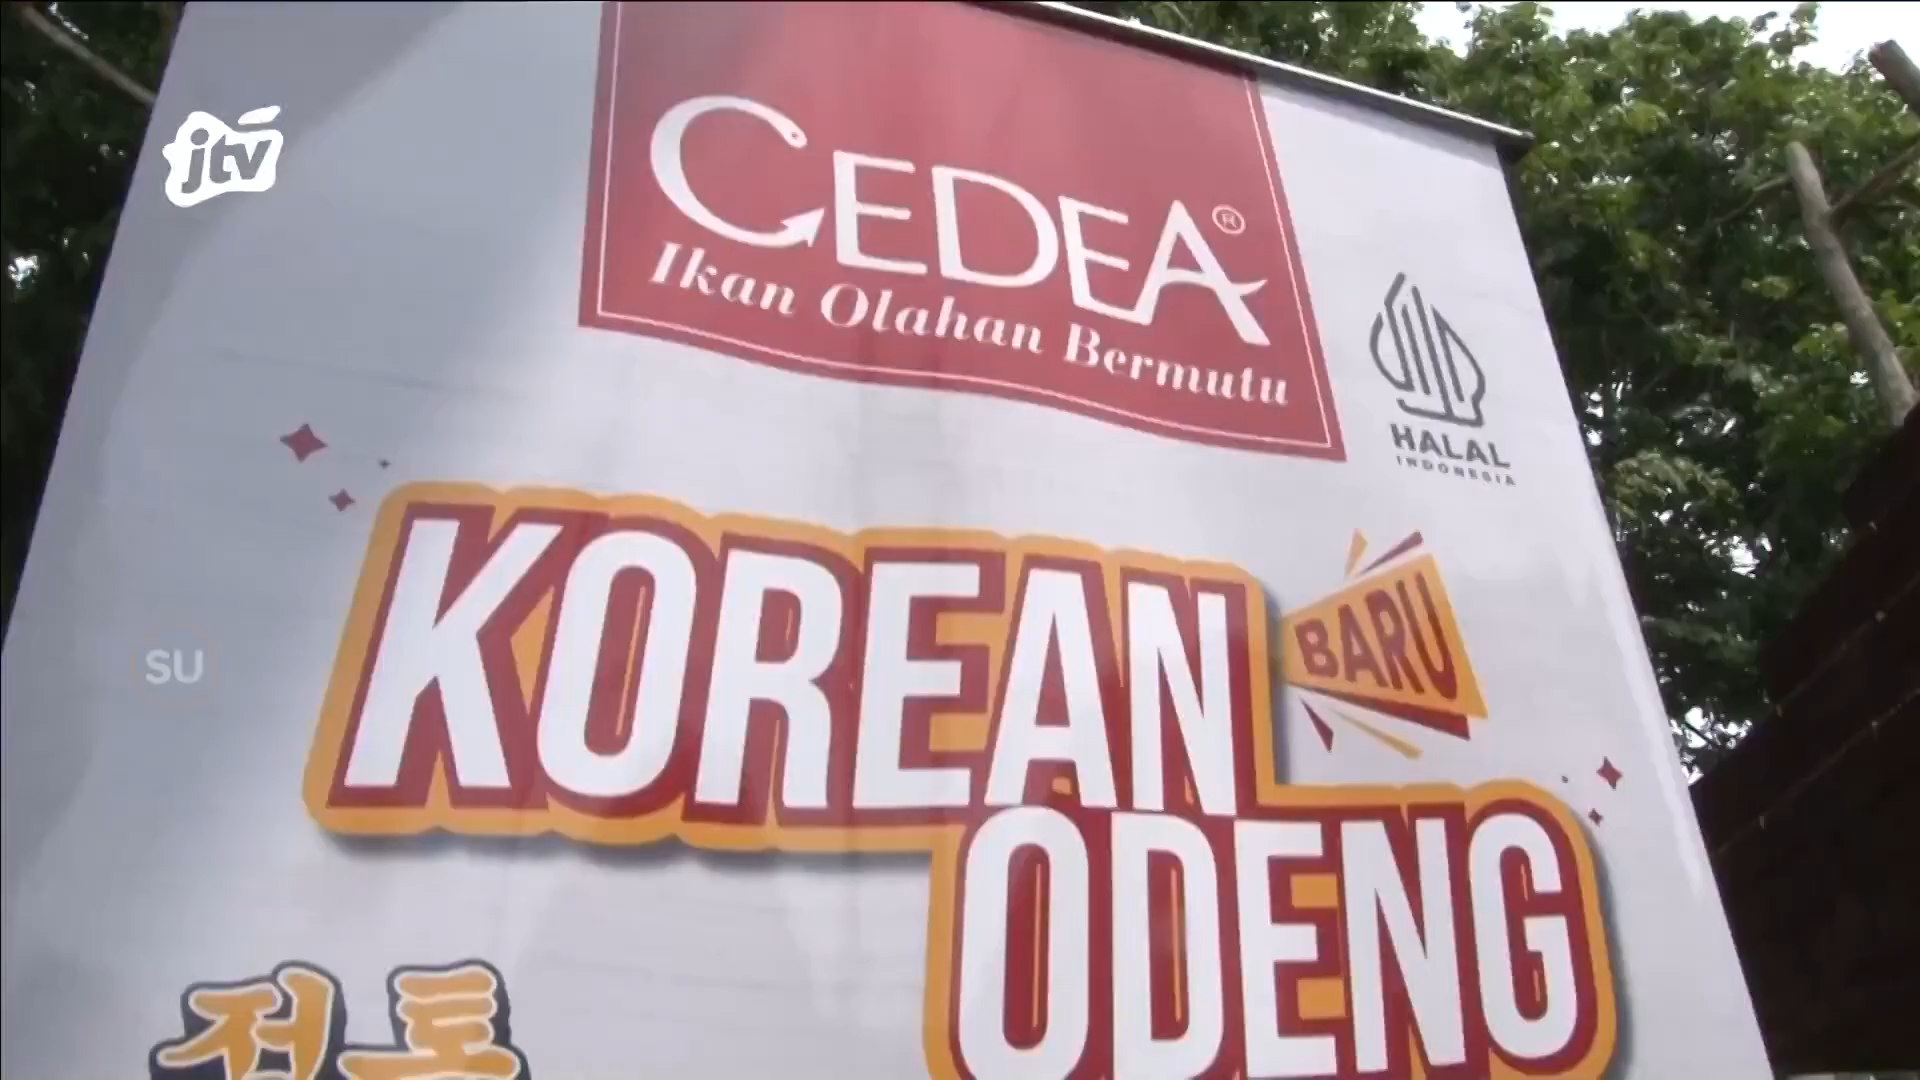 jtv
CEDEA®
Ikan Olahan Bermutu
HALAL
INDONESIA
KOREAN
BARU
SU
ODENG